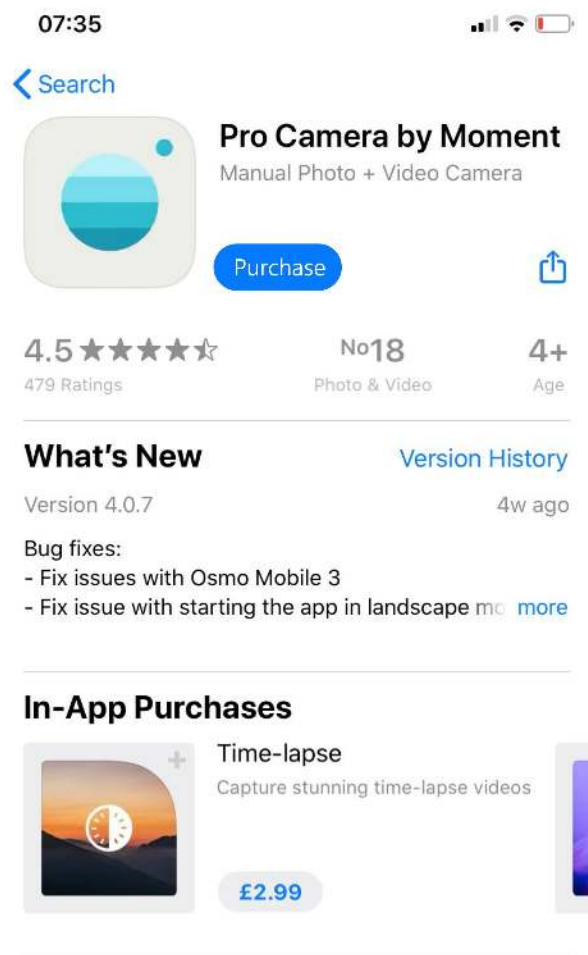 07:35
Search
Pro Camera by Moment
Manual Photo + Video Camera
Purchase
4.5
No18
4+
479 Ratings
Photo & Video
Age
What's New
Version History
Version 4.0.7
4w ago
Bug fixes:
- Fix issues with Osmo Mobile 3
- Fix issue with starting the app in landscape mo more
In-App Purchases
Time-lapse
Capture stunning time-lapse videos
£2.99